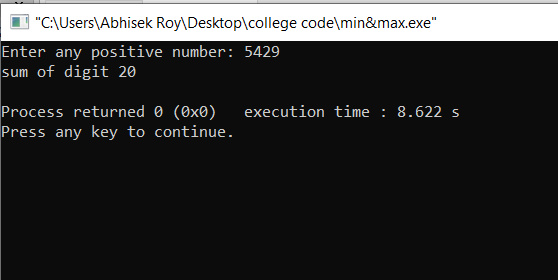 "C:\Users\Abhisek Roy\Desktop\college code\min&max.exe"
Enter any positive number: 5429
sum of digit 20
Process returned 0 (0x0)   execution time : 8.622 s
Press any key to continue.